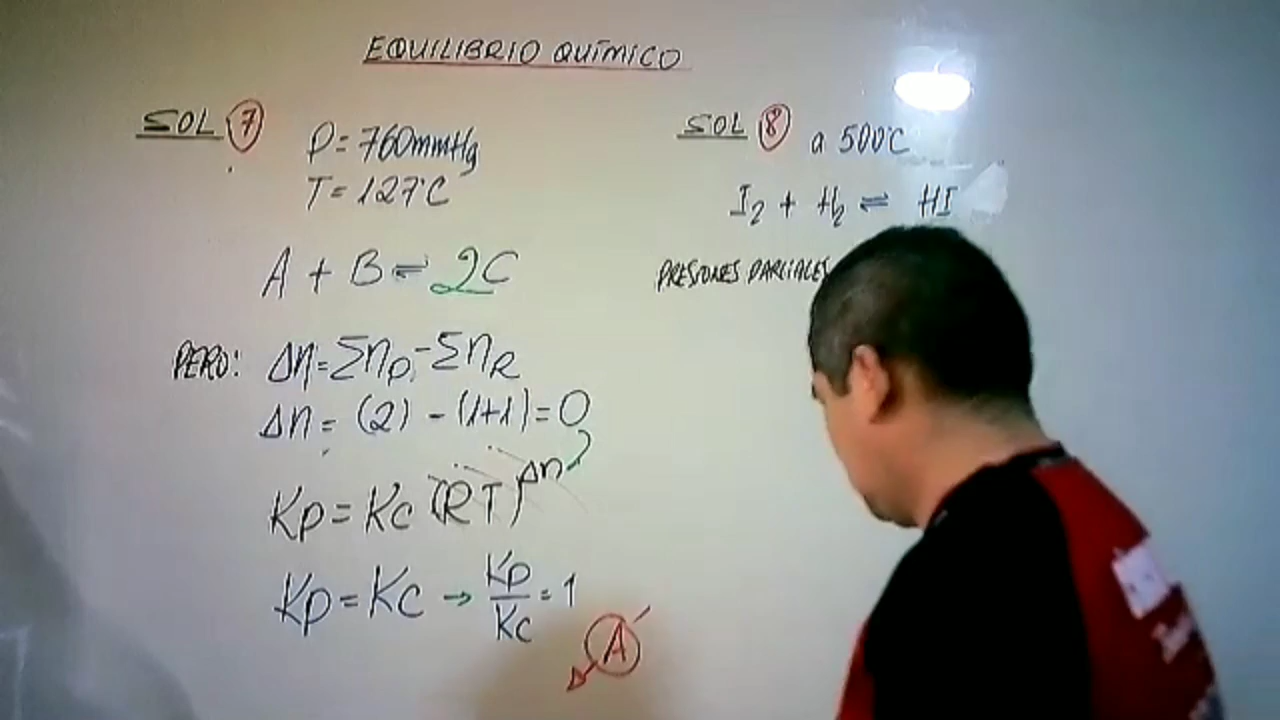 EQUILIBRIO QUÍMICO
SOL 7
P = 760mmHg
T = 127°C
A + B ⇌ 2C
PERO: Δn = Σnp - ΣnR
Δn = (2) - (1+1) = 0
Kp = Kc (RT)^Δn
Kp = Kc → Kp/Kc = 1
A
SOL 8 a 500°C
I2 + H2 ⇌ HI
PRESIONES PARCIALES